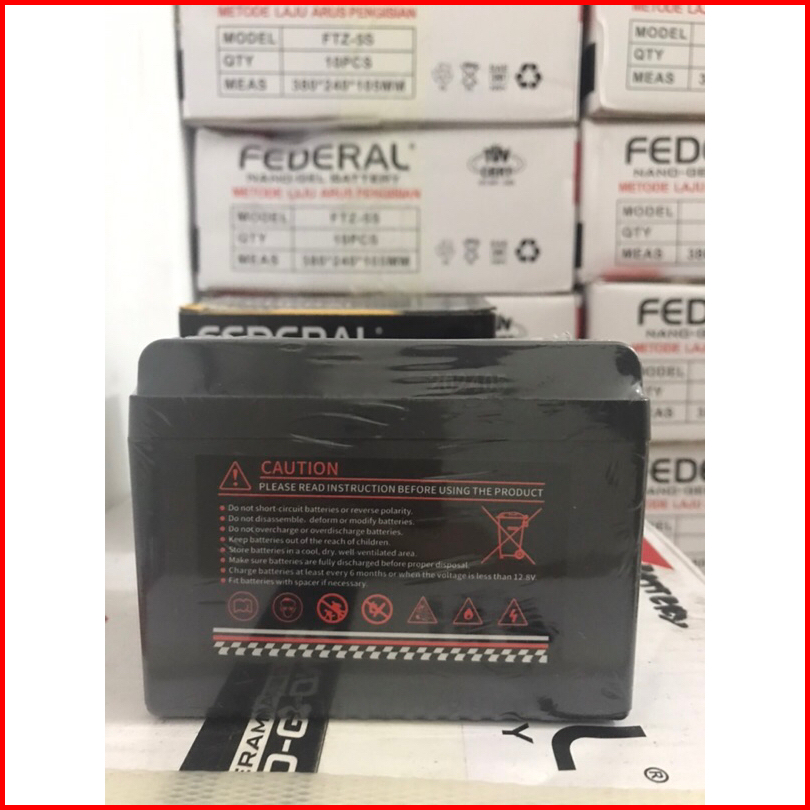 METODE LAJU ARUS PENGISIAN
MODEL FTZ-5S
QTY 10PCS
MEAS 380*240*105MM
MODEL
QTY
MEAS
FEDERAL
NANO-GEL BATTERY
METODE LAJU ARUS PENGISIAN
MODEL FTZ-5S
QTY 10PCS
MEAS 380*240*105MM
TÜV
CERT
FED
NANO-GE
METODE LAJU
MODEL
QTY
MEAS
FEDERAL
FED
NANO-G
METODE LAJU
MODEL
QTY
FEDE
CAUTION
PLEASE READ INSTRUCTION BEFORE USING THE PRODUCT
Do not short-circuit batteries or reverse polarity.
Do not disassemble、deform or modify batteries.
Do not overcharge or overdischarge batteries.
Keep batteries out of the reach of children.
Store batteries in a cool, dry, well-ventilated area.
Make sure batteries are fully discharged before proper disposal.
Charge batteries at least every 6 months or when the voltage is less than 12.6V
Fit batteries with spacer if necessary.
BATTERY
L®